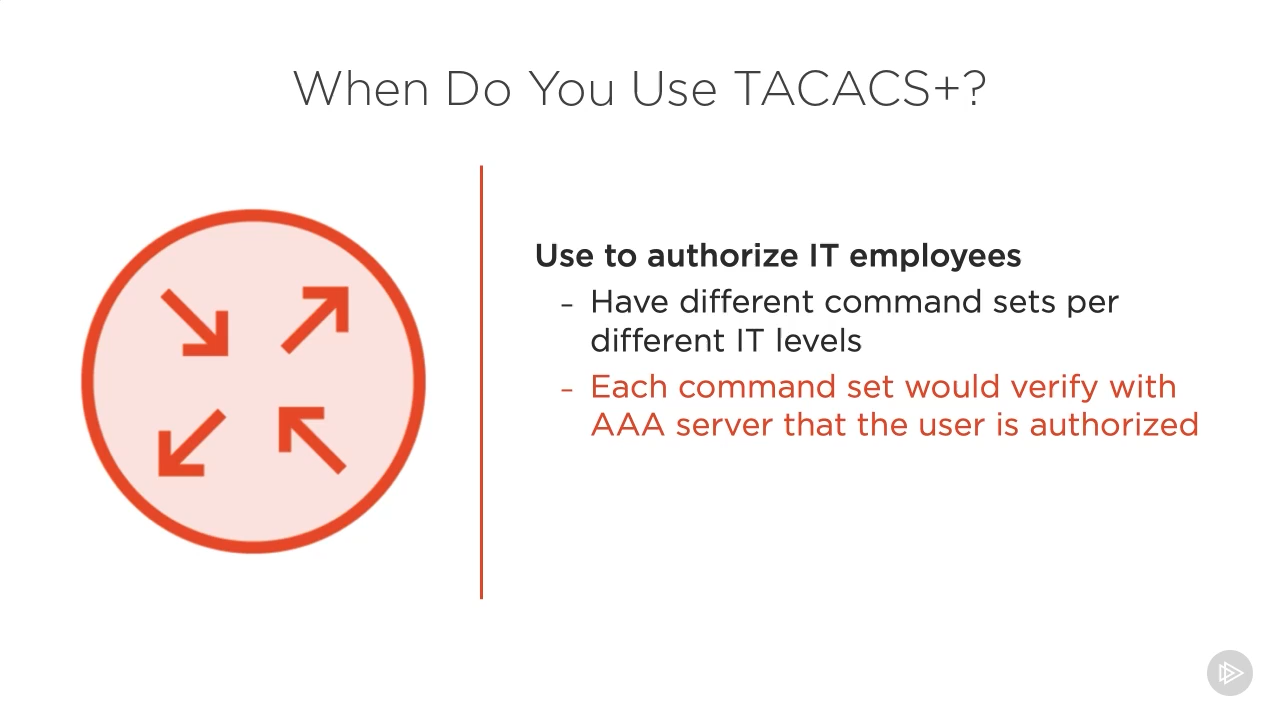 When Do You Use TACACS+?
Use to authorize IT employees
- Have different command sets per
different IT levels
- Each command set would verify with
AAA server that the user is authorized